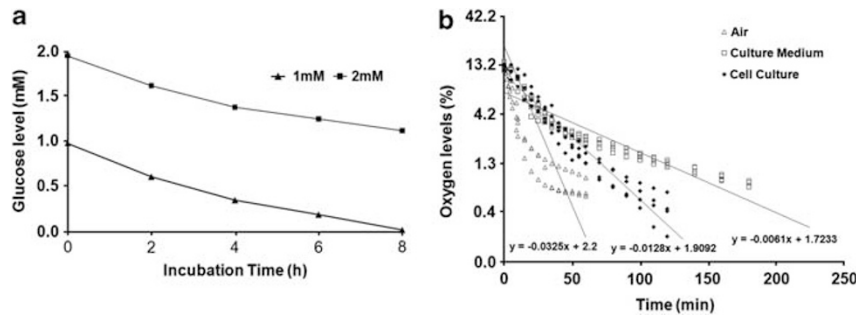 a
Glucose level (mM)
2.0
1.5
1.0
0.5
0.0
0 2 4 6 8
Incubation Time (h)
1mM 2mM
b
Oxygen levels (%)
42.2
13.2
4.2
1.3
0.4
0.0
0 50 100 150 200 250
Time (min)
Air
Culture Medium
Cell Culture
y = -0.0325x + 2.2
y = -0.0128x + 1.9092
y = -0.0061x + 1.7233